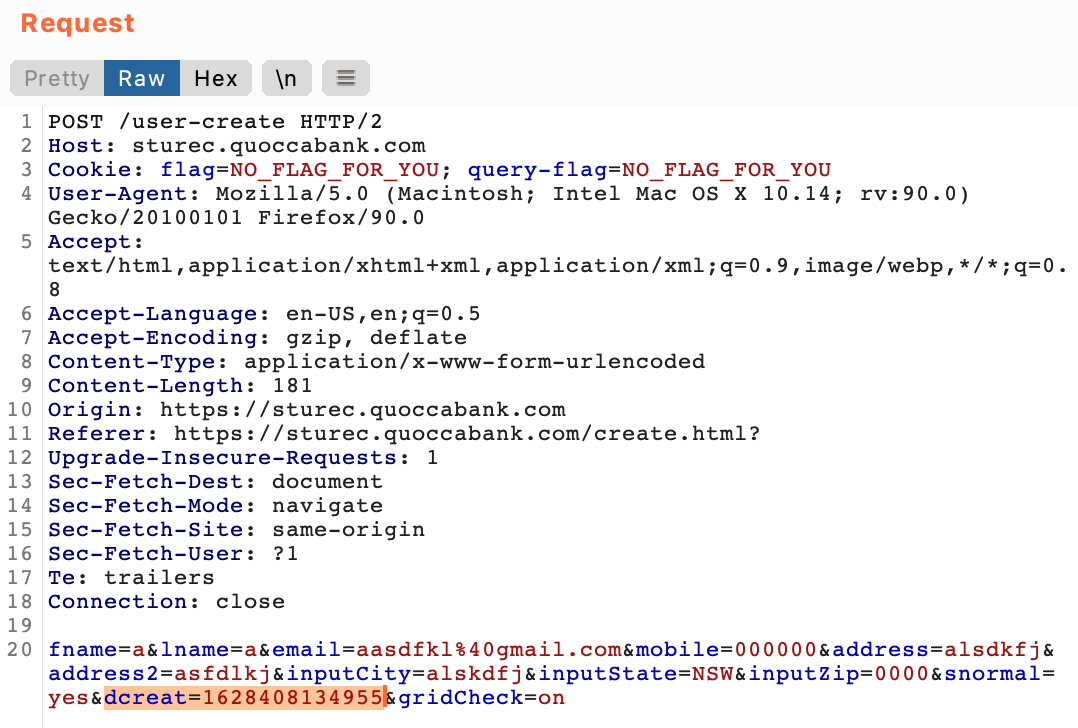 Request
Pretty Raw Hex \n ≡
1 POST /user-create HTTP/2
2 Host: sturec.quoccabank.com
3 Cookie: flag=NO_FLAG_FOR_YOU; query-flag=NO_FLAG_FOR_YOU
4 User-Agent: Mozilla/5.0 (Macintosh; Intel Mac OS X 10.14; rv:90.0)
Gecko/20100101 Firefox/90.0
5 Accept:
text/html,application/xhtml+xml,application/xml;q=0.9,image/webp,*/*;q=0.
8
6 Accept-Language: en-US,en;q=0.5
7 Accept-Encoding: gzip, deflate
8 Content-Type: application/x-www-form-urlencoded
9 Content-Length: 181
10 Origin: https://sturec.quoccabank.com
11 Referer: https://sturec.quoccabank.com/create.html?
12 Upgrade-Insecure-Requests: 1
13 Sec-Fetch-Dest: document
14 Sec-Fetch-Mode: navigate
15 Sec-Fetch-Site: same-origin
16 Sec-Fetch-User: ?1
17 Te: trailers
18 Connection: close
19
20 fname=a&lname=a&email=aasdfkl%40gmail.com&mobile=000000&address=alsdkfj&
address2=asfdlkj&inputCity=alskdfj&inputState=NSW&inputZip=0000&snormal=
yes&dcreat=1628408134955&gridCheck=on